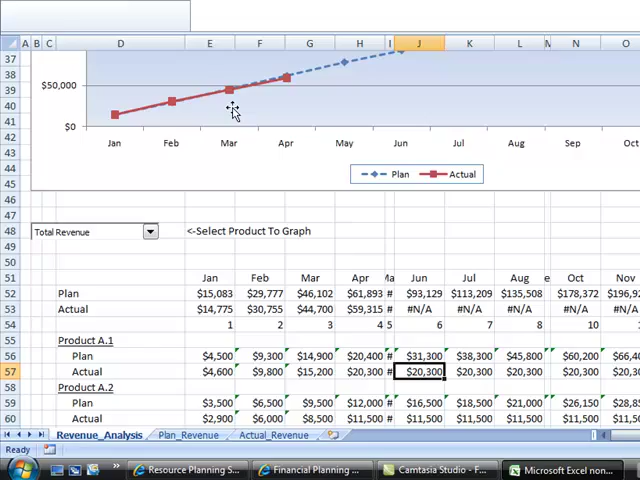 A B C D E F G H I J K L M N O
37
38
39 $50,000
40
41 $0
42 Jan Feb Mar Apr May Jun Jul Aug Sep Oct
43
44 Plan Actual
45
46
47
48 Total Revenue <-Select Product To Graph
49
50
51 Jan Feb Mar Apr Ma Jun Jul Aug e Oct Nov
52 Plan $15,083 $29,777 $46,102 $61,893 # $93,129 $113,209 $135,508 $178,372 $196,9
53 Actual $14,775 $30,755 $44,700 $59,315 # #N/A #N/A #N/A #N/A #N/A
54 1 2 3 4 5 6 7 8 10
55 Product A.1
56 Plan $4,500 $9,300 $14,900 $20,400 # $31,300 $38,300 $45,800 $60,200 $66,4
57 Actual $4,600 $9,800 $15,200 $20,300 # $20,300 $20,300 $20,300 $20,300 $20,3
58 Product A.2
59 Plan $3,500 $6,500 $9,500 $12,000 # $16,500 $18,500 $21,000 $26,150 $28,8
60 Actual $2,900 $6,000 $8,500 $11,500 # $11,500 $11,500 $11,500 $11,500 $11,5
Revenue_Analysis Plan_Revenue Actual_Revenue
Ready
Resource Planning S... Financial Planning ... Camtasia Studio - F... Microsoft Excel non...